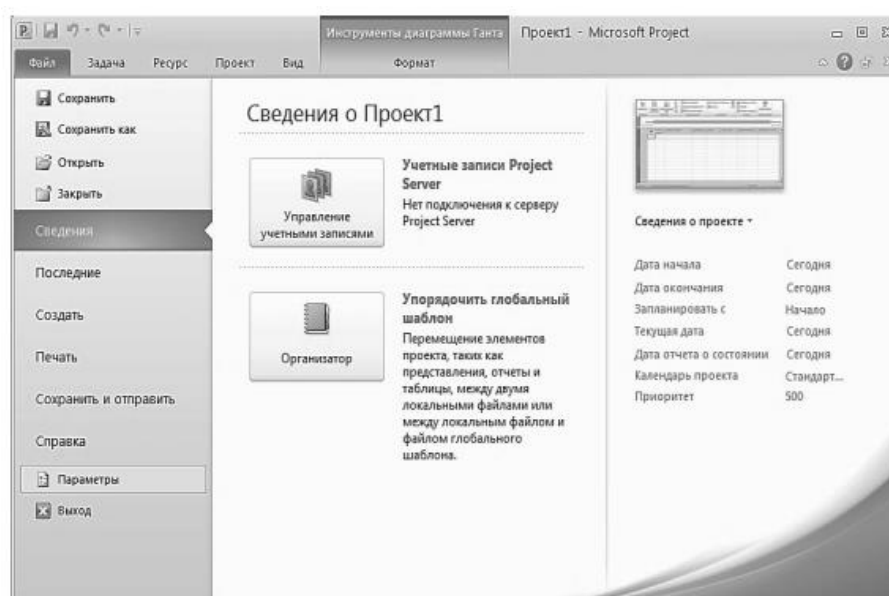 Инструменты диаграммы Ганта
Проект1 - Microsoft Project
Файл Задача Ресурс Проект Вид Формат
Сохранить
Сохранить как
Открыть
Закрыть
Сведения
Последние
Создать
Печать
Сохранить и отправить
Справка
Параметры
Выход
Сведения о Проект1
Управление
учетными записями
Учетные записи Project
Server
Нет подключения к серверу
Project Server
Организатор
Упорядочить глобальный
шаблон
Перемещение элементов
проекта, таких как
представления, отчеты и
таблицы, между двумя
локальными файлами или
между локальным файлом и
файлом глобального
шаблона.
Сведения о проекте
Дата начала Сегодня
Дата окончания Сегодня
Запланировать с Начало
Текущая дата Сегодня
Дата отчета о состоянии Сегодня
Календарь проекта Стандарт...
Приоритет 500